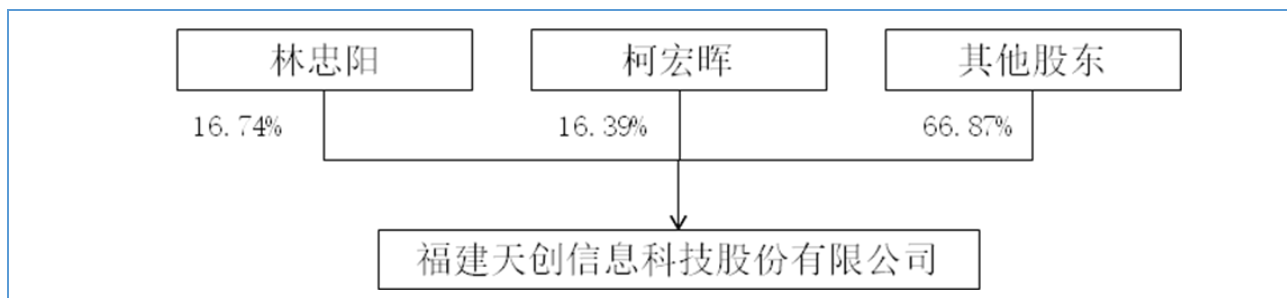 林忠阳
柯宏晖
其他股东
16.74%
16.39%
66.87%
福建天创信息科技股份有限公司